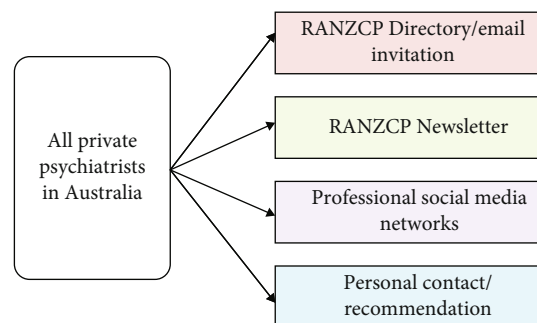 All private
psychiatrists
in Australia
RANZCP Directory/email
invitation
RANZCP Newsletter
Professional social media
networks
Personal contact/
recommendation